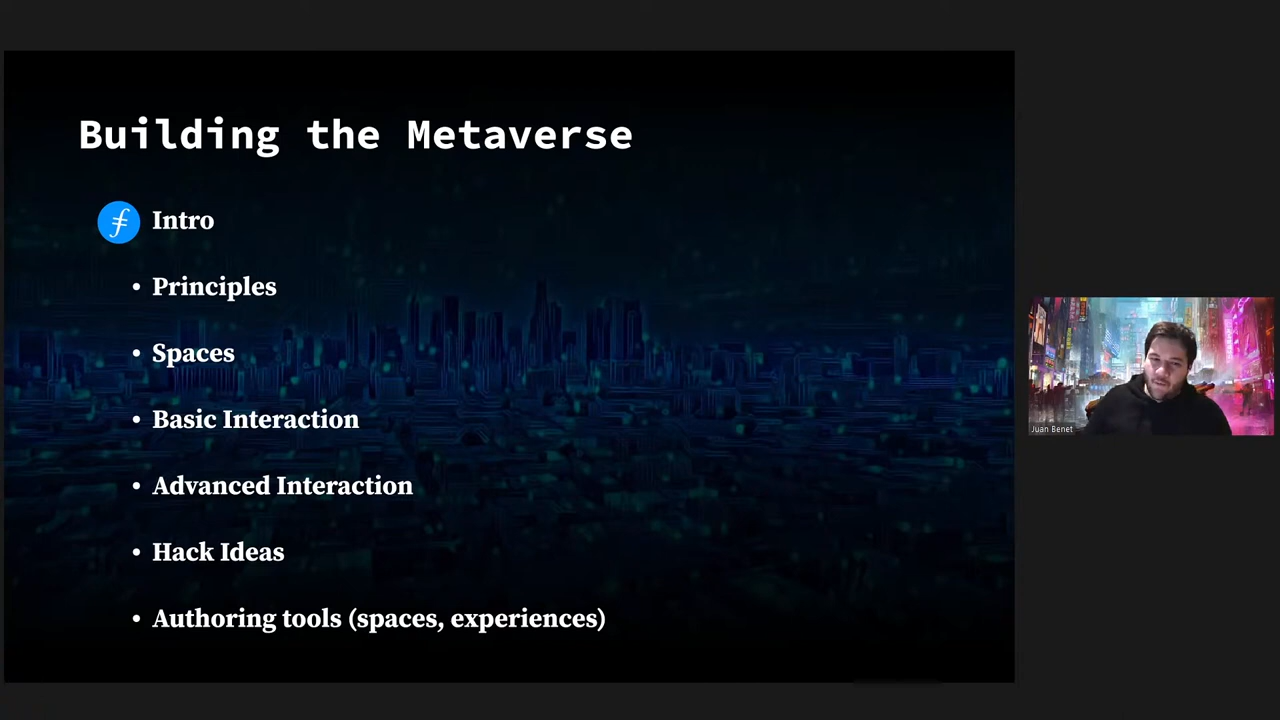 Building the Metaverse
Intro
• Principles
• Spaces
• Basic Interaction
• Advanced Interaction
• Hack Ideas
• Authoring tools (spaces, experiences)
Juan Benet